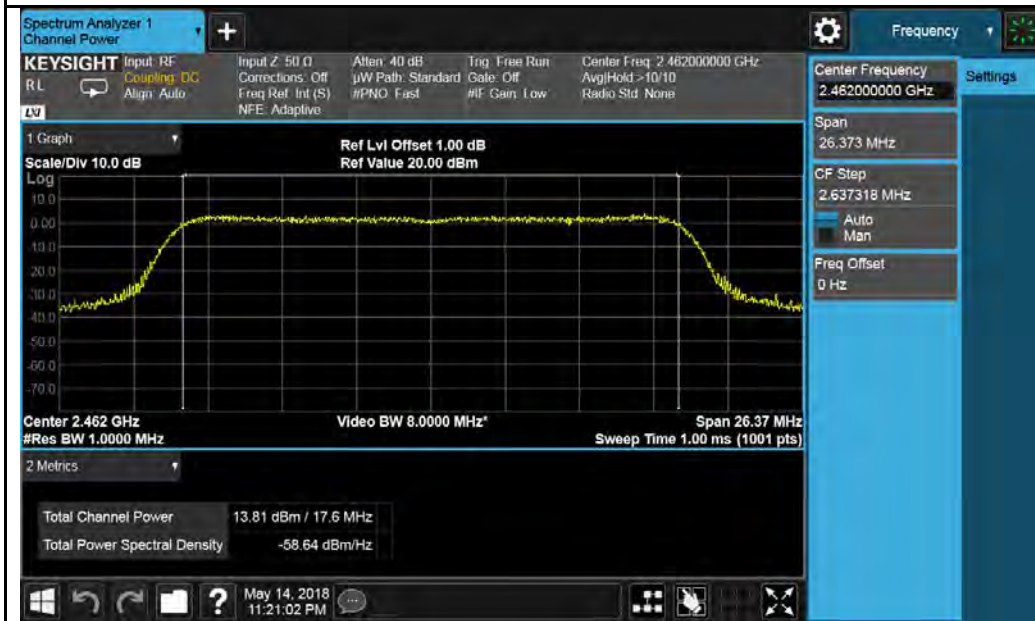 Spectrum Analyzer 1
Channel Power
+
Frequency
KEYSIGHT
RL
Input: RF
Coupling: DC
Align: Auto
Input Z: 50 Ω
Corrections: Off
Freq Ref: Int (S)
NFE: Adaptive
Atten: 40 dB
µW Path: Standard
#PNO: Fast
Trig: Free Run
Gate: Off
#IF Gain: Low
Center Freq: 2.462000000 GHz
Avg|Hold:>10/10
Radio Std: None
Center Frequency
2.462000000 GHz
Settings
Span
26.373 MHz
CF Step
2.637318 MHz
Auto
Man
Freq Offset
0 Hz
1 Graph
Scale/Div 10.0 dB
Ref Lvl Offset 1.00 dB
Ref Value 20.00 dBm
Log
10.0
0.00
-10.0
-20.0
-30.0
-40.0
-50.0
-60.0
-70.0
Center 2.462 GHz
#Res BW 1.0000 MHz
Video BW 8.0000 MHz*
Span 26.37 MHz
Sweep Time 1.00 ms (1001 pts)
2 Metrics
Total Channel Power 13.81 dBm / 17.6 MHz
Total Power Spectral Density -58.64 dBm/Hz
?
May 14, 2018
11:21:02 PM